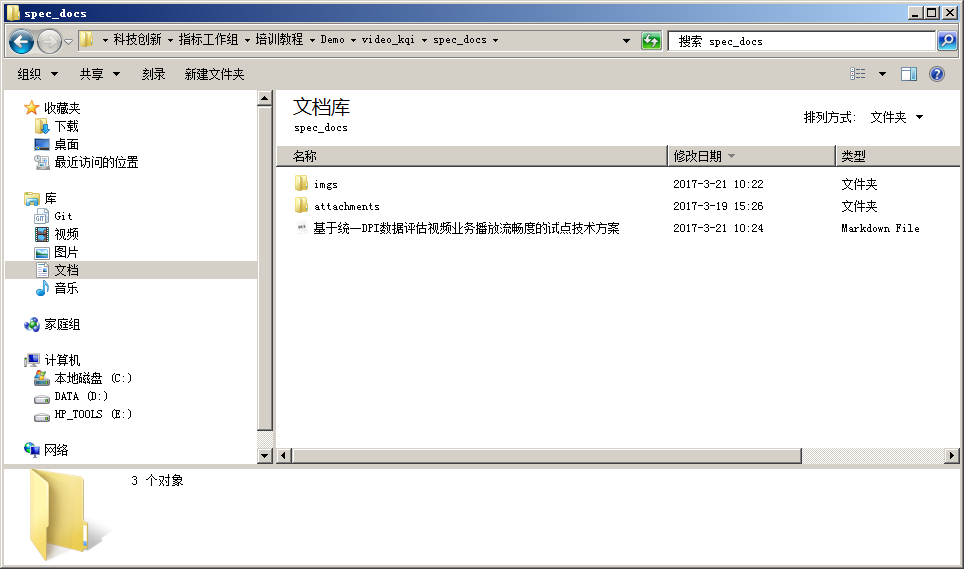 spec_docs
科技创新 指标工作组 培训教程 Demo video_kqi spec_docs
搜索 spec_docs
组织 共享 刻录 新建文件夹
收藏夹
下载
桌面
最近访问的位置
库
Git
视频
图片
文档
音乐
家庭组
计算机
本地磁盘 (C:)
DATA (D:)
HP_TOOLS (E:)
网络
文档库
spec_docs
排列方式: 文件夹
名称 修改日期 类型
imgs 2017-3-21 10:22 文件夹
attachments 2017-3-19 15:26 文件夹
基于统一DPI数据评估视频业务播放流畅度的试点技术方案 2017-3-21 10:24 Markdown File
3 个对象